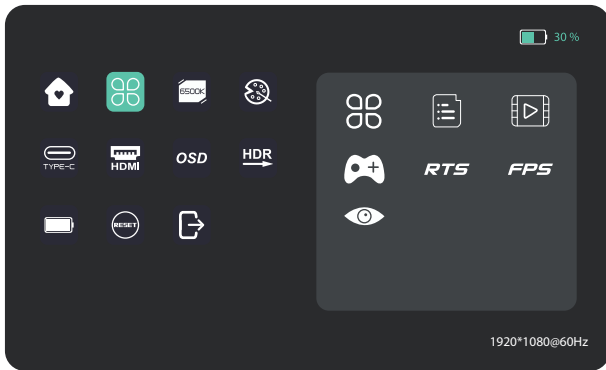 30 %
6500K
TYPE-C
HDMI
OSD
HDR
RTS
FPS
RESET
1920*1080@60Hz